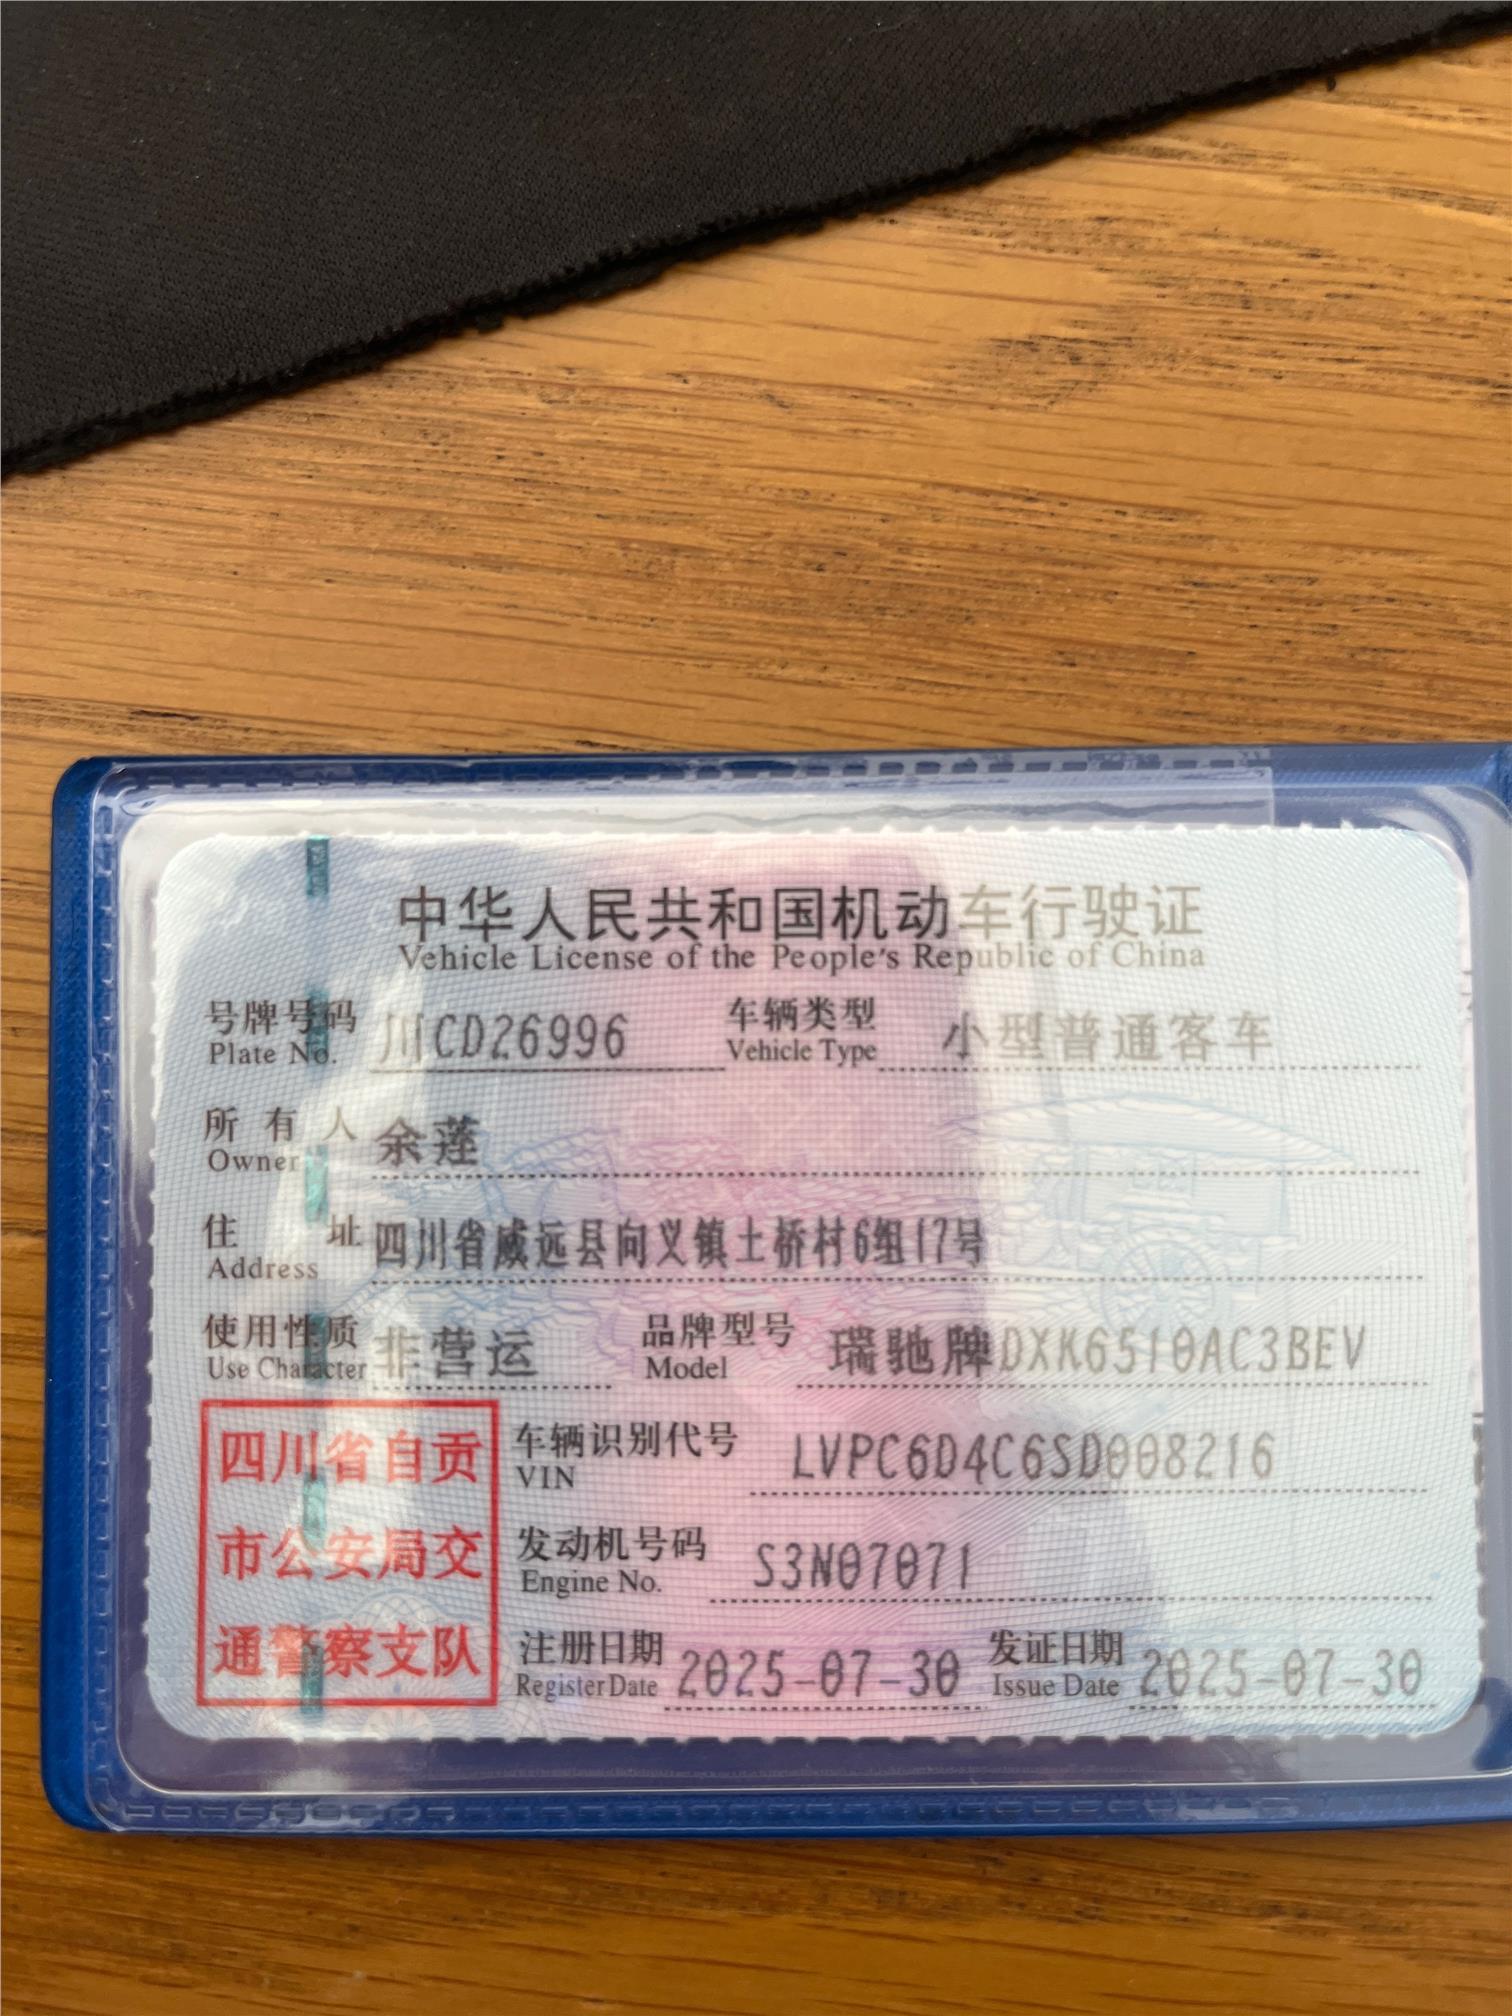 中华人民共和国机动车行驶证
Vehicle License of the People's Republic of China
号牌号码 川CD26996 车辆类型 小型普通客车
Plate No. Vehicle Type
所有人 余莲
Owner
住址 四川省威远县向义镇土桥村6组17号
Address
使用性质 非营运 品牌型号 瑞驰牌DXK6510AC3BEV
Use Character Model
四川省自贡
市公安局交
通警察支队
车辆识别代号 LVPC6D4C6SD008216
VIN
发动机号码 S3N07071
Engine No.
注册日期 2025-07-30 发证日期 2025-07-30
Register Date Issue Date